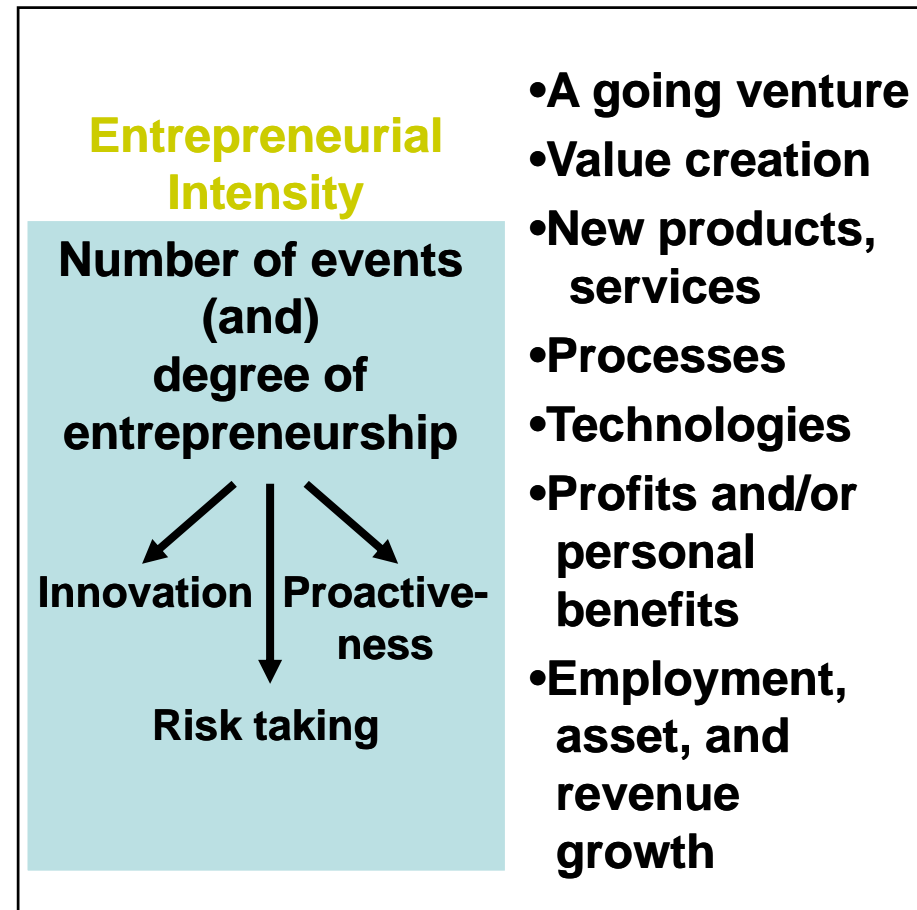 Entrepreneurial
Intensity
Number of events
(and)
degree of
entrepreneurship
Innovation
Proactive-
ness
Risk taking
•A going venture
•Value creation
•New products,
services
•Processes
•Technologies
•Profits and/or
personal
benefits
•Employment,
asset, and
revenue
growth